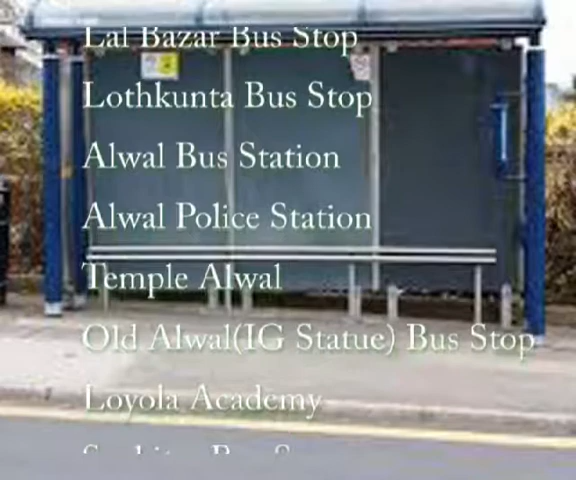 Lal Bazar Bus Stop
Lothkunta Bus Stop
Alwal Bus Station
Alwal Police Station
Temple Alwal
Old Alwal(IG Statue) Bus Stop
Loyola Academy